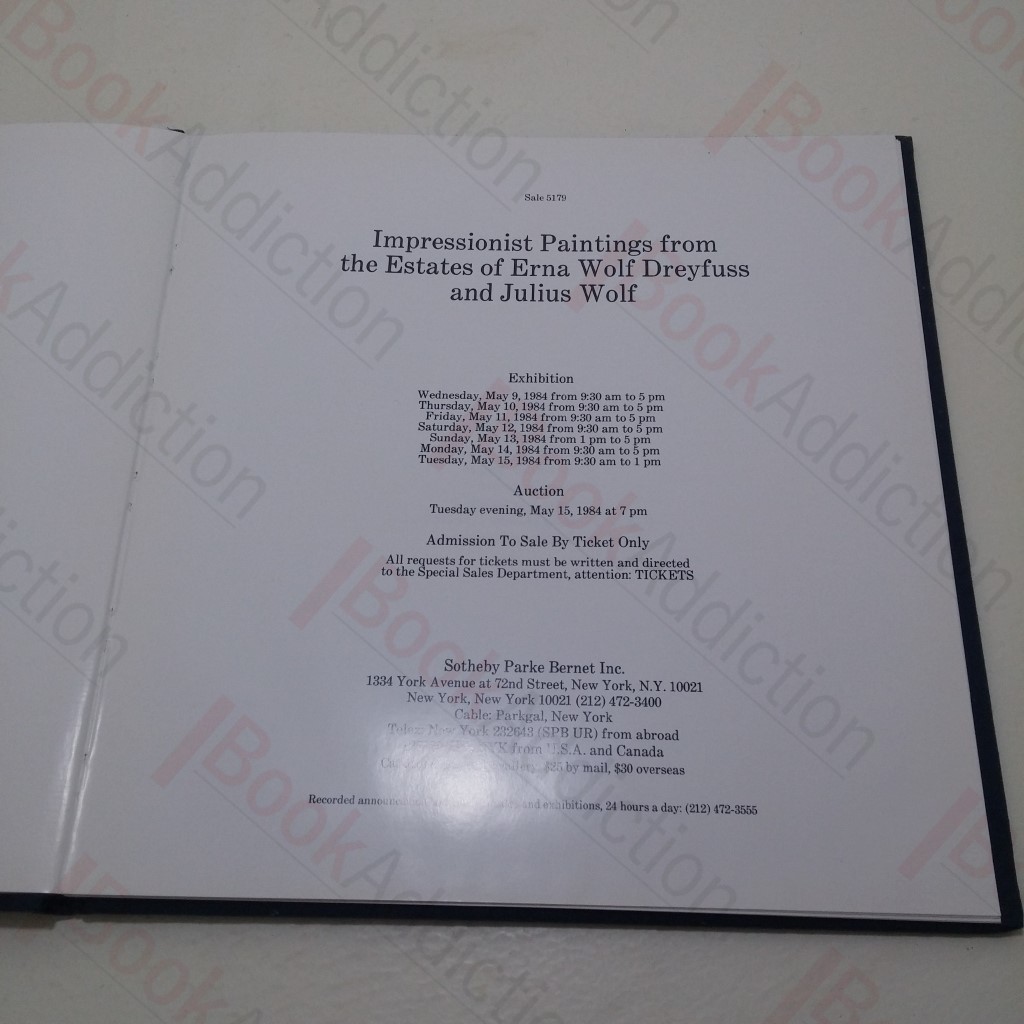 Sale 5179
Impressionist Paintings from
the Estates of Erna Wolf Dreyfuss
and Julius Wolf
Exhibition
Wednesday, May 9, 1984 from 9:30 am to 5 pm
Thursday, May 10, 1984 from 9:30 am to 5 pm
Friday, May 11, 1984 from 9:30 am to 5 pm
Saturday, May 12, 1984 from 9:30 am to 5 pm
Sunday, May 13, 1984 from 1 pm to 5 pm
Monday, May 14, 1984 from 9:30 am to 5 pm
Tuesday, May 15, 1984 from 9:30 am to 1 pm
Auction
Tuesday evening, May 15, 1984 at 7 pm
Admission To Sale By Ticket Only
All requests for tickets must be written and directed
to the Special Sales Department, attention: TICKETS
Sotheby Parke Bernet Inc.
1334 York Avenue at 72nd Street, New York, N.Y. 10021
New York, New York 10021 (212) 472-3400
Cable: Parkgal, New York
Telex: New York 232643 (SPB UR) from abroad
from U.S.A. and Canada
$25 by mail, $30 overseas
Recorded and exhibitions, 24 hours a day: (212) 472-3555
BookAddiction